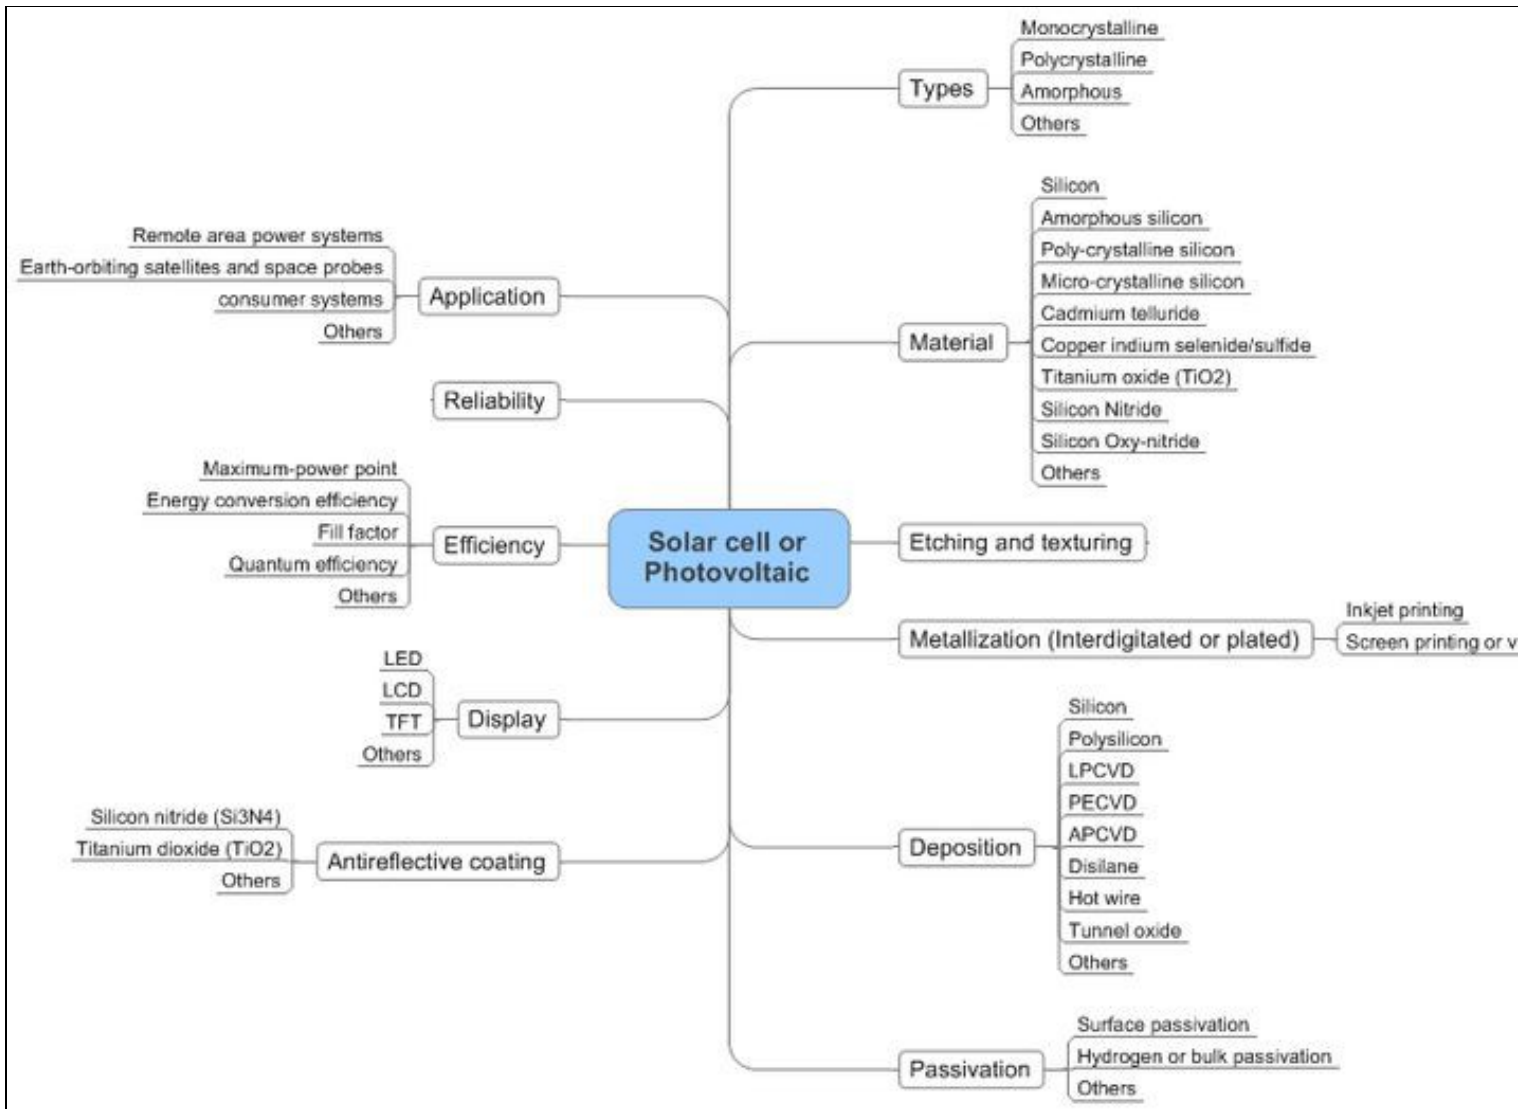 Solar cell or
Photovoltaic
Types
Monocrystalline
Polycrystalline
Amorphous
Others
Material
Silicon
Amorphous silicon
Poly-crystalline silicon
Micro-crystalline silicon
Cadmium telluride
Copper indium selenide/sulfide
Titanium oxide (TiO2)
Silicon Nitride
Silicon Oxy-nitride
Others
Etching and texturing
Metallization (Interdigitated or plated)
Inkjet printing
Screen printing or
Deposition
Silicon
Polysilicon
LPCVD
PECVD
APCVD
Disilane
Hot wire
Tunnel oxide
Others
Passivation
Surface passivation
Hydrogen or bulk passivation
Others
Application
Remote area power systems
Earth-orbiting satellites and space probes
consumer systems
Others
Reliability
Efficiency
Maximum-power point
Energy conversion efficiency
Fill factor
Quantum efficiency
Others
Display
LED
LCD
TFT
Others
Antireflective coating
Silicon nitride (Si3N4)
Titanium dioxide (TiO2)
Others